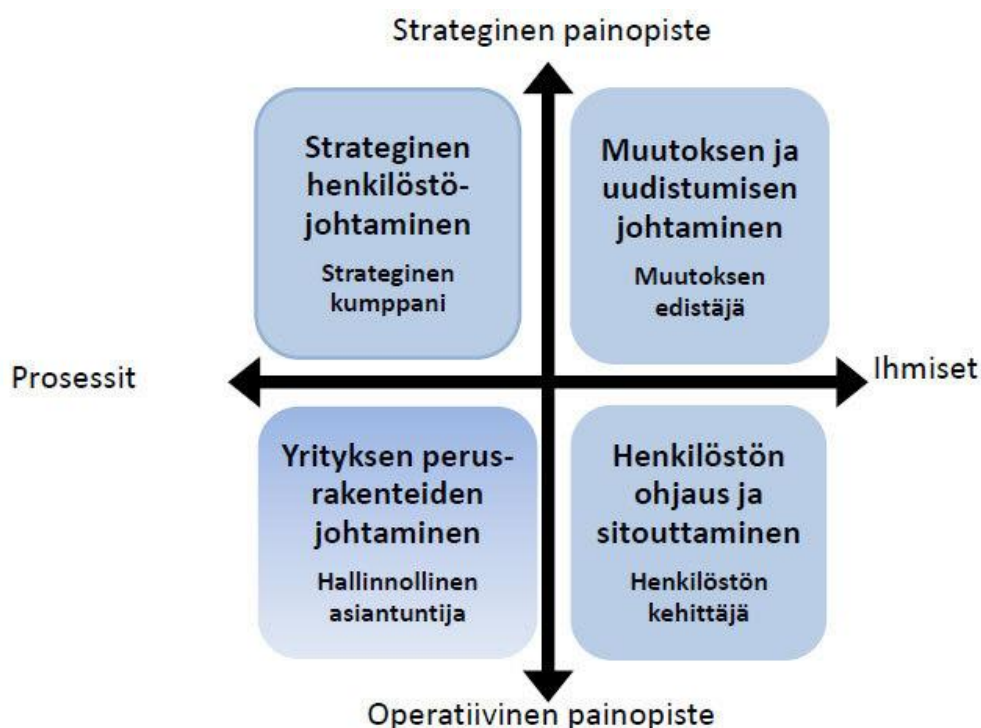 Strateginen painopiste
Strateginen
henkilöstö-
johtaminen
Strateginen
kumppani
Muutoksen ja
uudistumisen
johtaminen
Muutoksen
edistäjä
Prosessit
Ihmiset
Yrityksen perus-
rakenteiden
johtaminen
Hallinnollinen
asiantuntija
Henkilöstön
ohjaus ja
sitouttaminen
Henkilöstön
kehittäjä
Operatiivinen painopiste